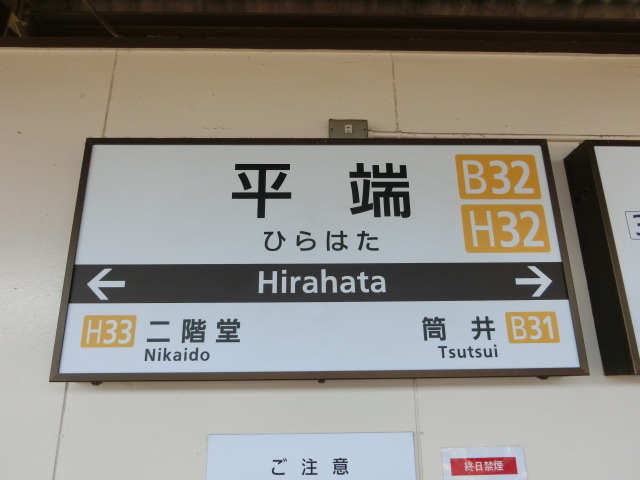 平端 B32
ひらはた H32
← Hirahata →
H33 二階堂 筒井 B31
Nikaido Tsutsui
ご注意
終日禁煙